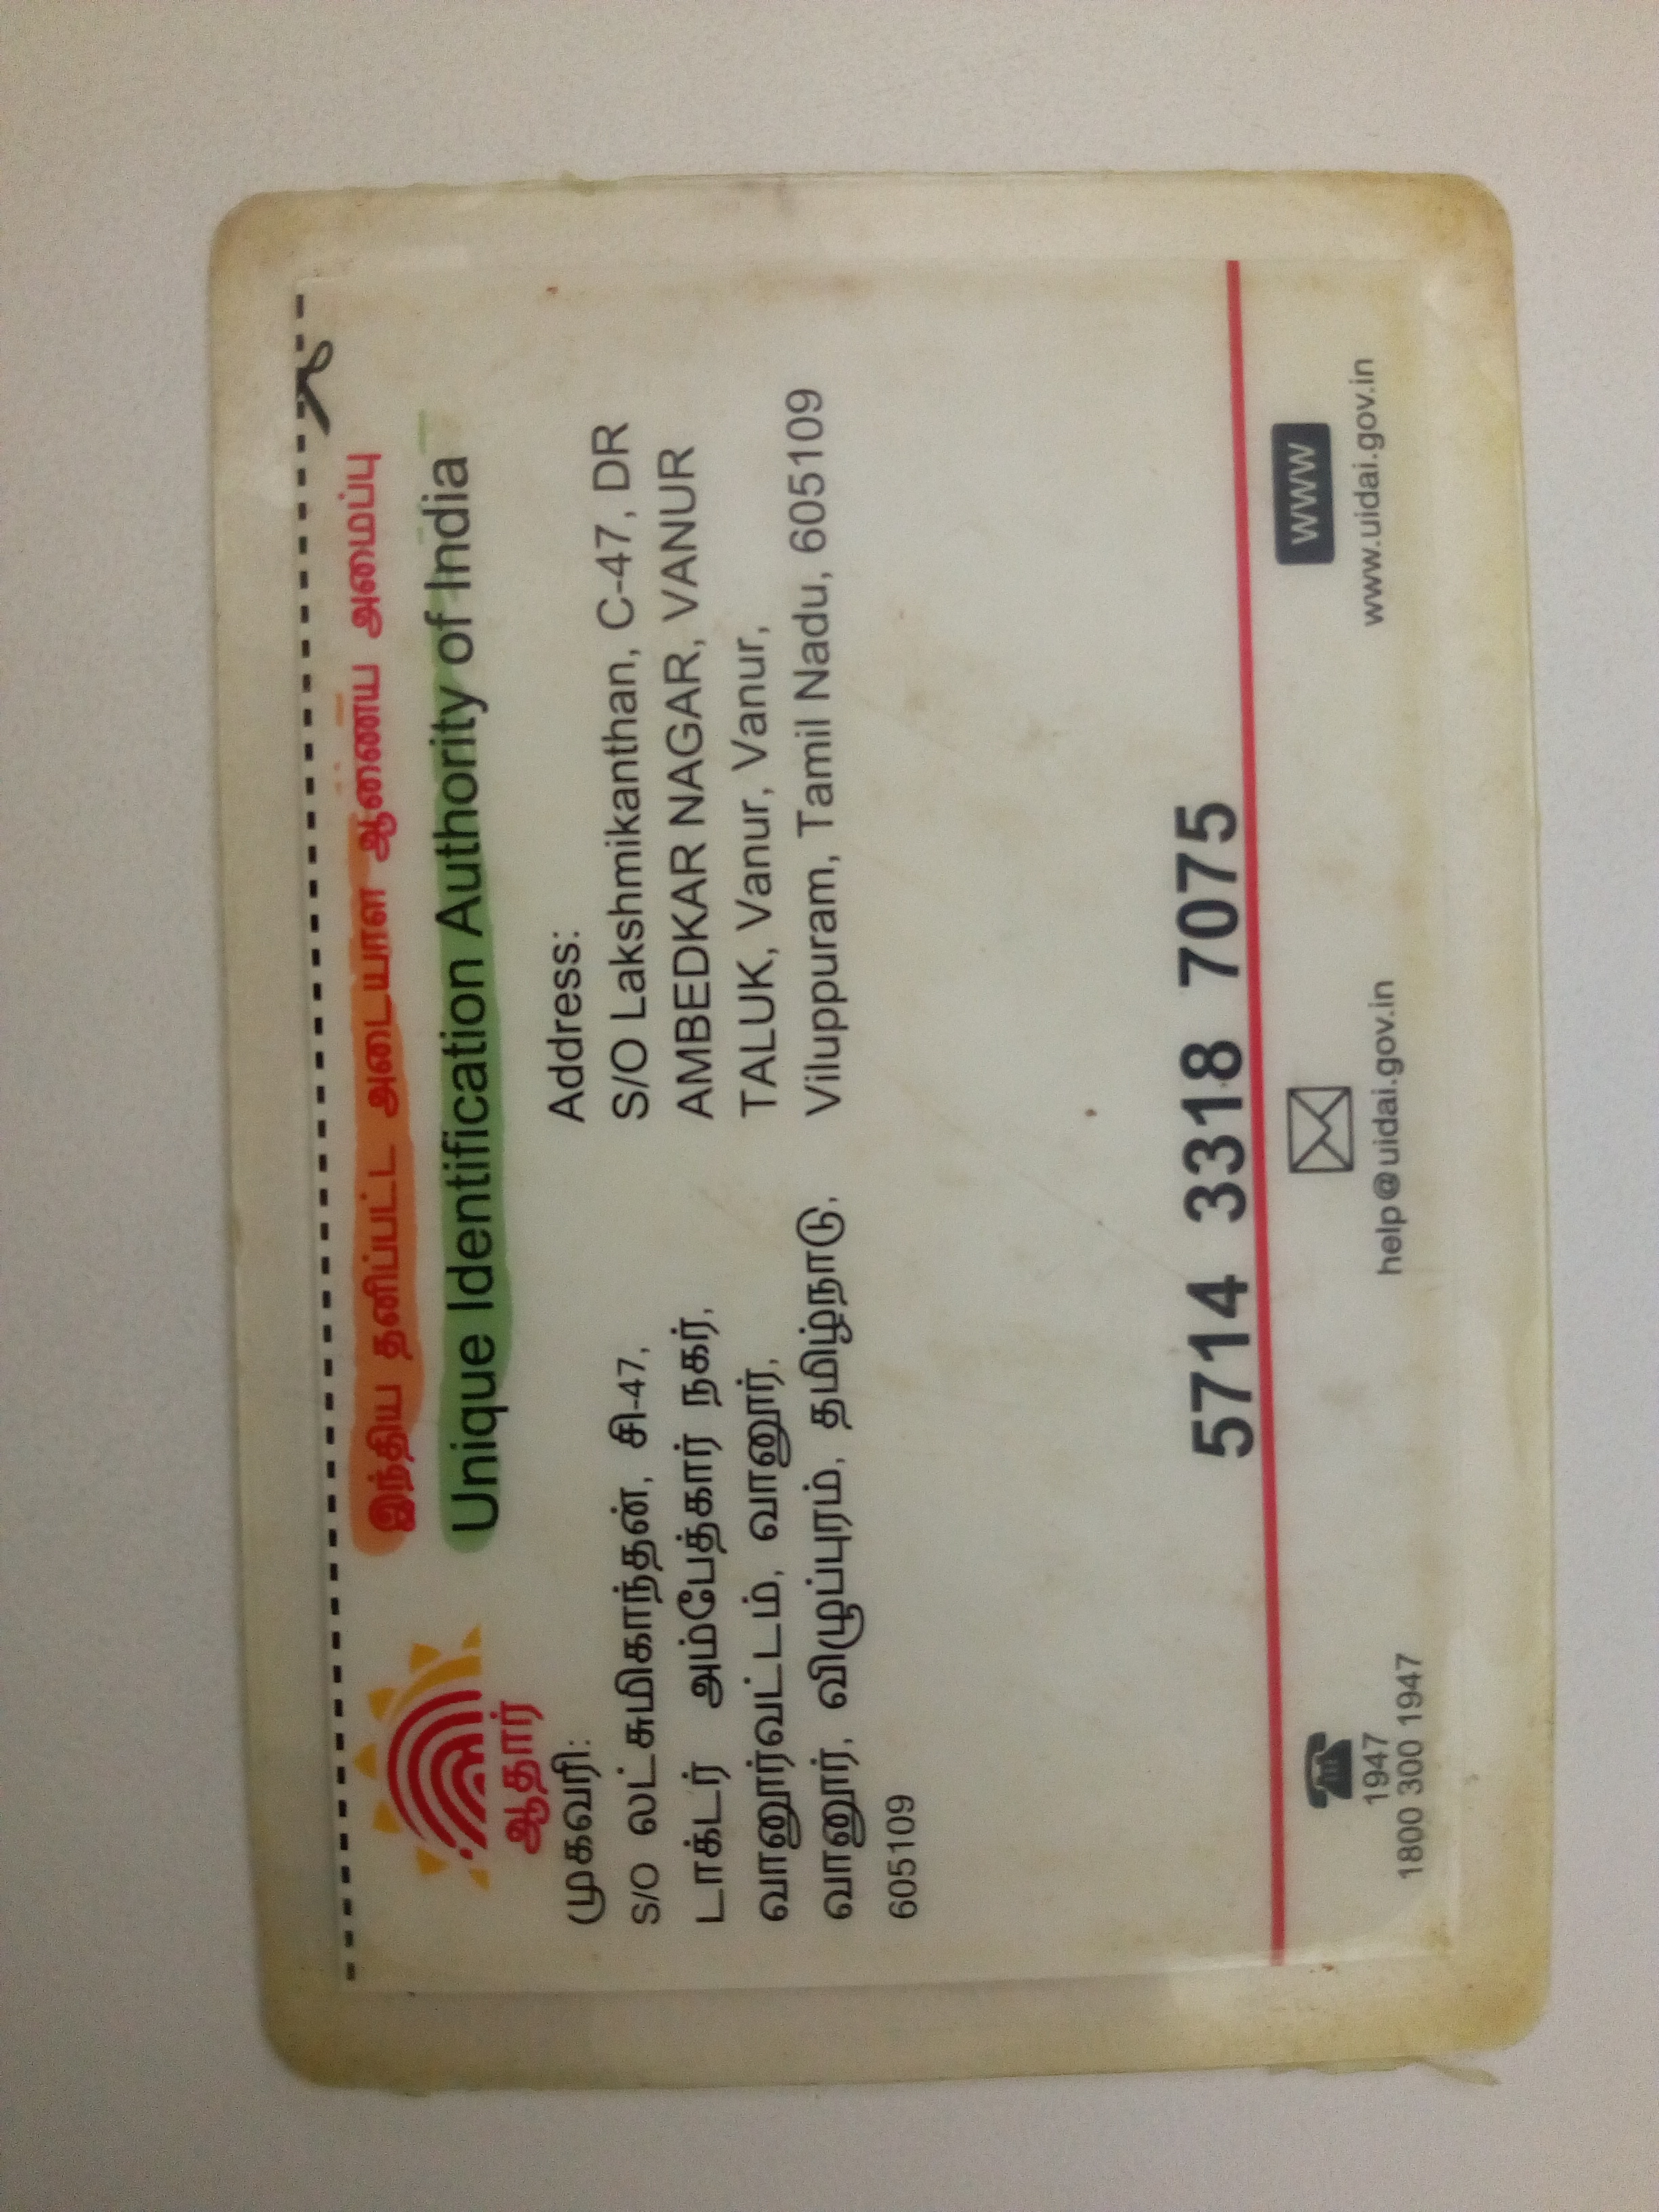 இந்திய தனிப்பட்ட அடையாள ஆணைய அமைப்பு
Unique Identification Authority of India
ஆதார்
முகவரி:
S/O லட்சுமிகாந்தன், சி-47,
டாக்டர் அம்பேத்கார் நகர்,
வானூர்வட்டம், வானூர்,
வானூர், விழுப்புரம், தமிழ்நாடு,
605109
Address:
S/O Lakshmikanthan, C-47, DR
AMBEDKAR NAGAR, VANUR
TALUK, Vanur, Vanur,
Viluppuram, Tamil Nadu, 605109
5714 3318 7075
1947
1800 300 1947
help@uidai.gov.in
WWW
www.uidai.gov.in